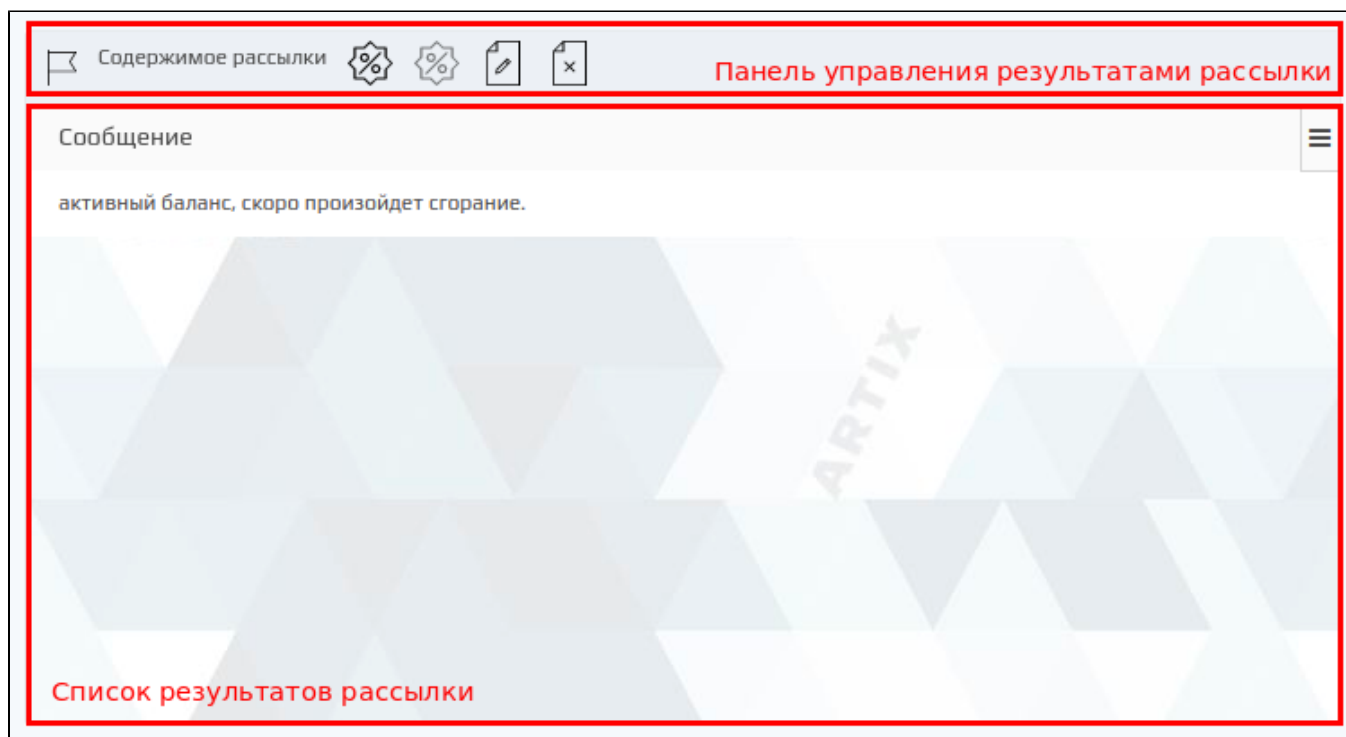 Содержимое рассылки
Панель управления результатами рассылки
Сообщение
активный баланс, скоро произойдет сгорание.
ARTIX
Список результатов рассылки